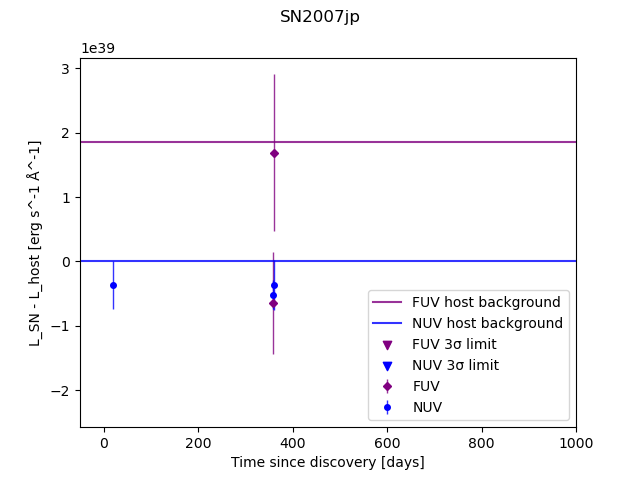 SN2007jp
1e39
3
2
1
0
−1
−2
L_SN - L_host [erg s^-1 Å^-1]
FUV host background
NUV host background
FUV 3σ limit
NUV 3σ limit
FUV
NUV
0 200 400 600 800 1000
Time since discovery [days]